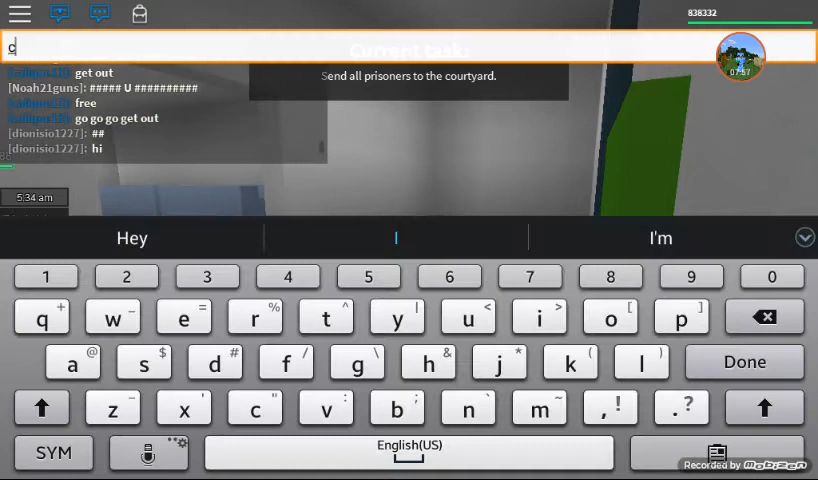 838332
c
Current task:
07:57
get out
Send all prisoners to the courtyard.
[Noah21guns]: ##### U ##########
free
go go go get out
[dionisio1227]: ##
[dionisio1227]: hi
5:34 am
Hey I I'm
1 2 3 4 5 6 7 8 9 0
q + w - e = r % t ^ y | u < i > o [ p ]
a @ s $ d # f / g \ h & j * k ( l ) Done
z - x ' c " v : b ; n ` m ~ , ! . ?
SYM English(US)
Recorded by mobizen